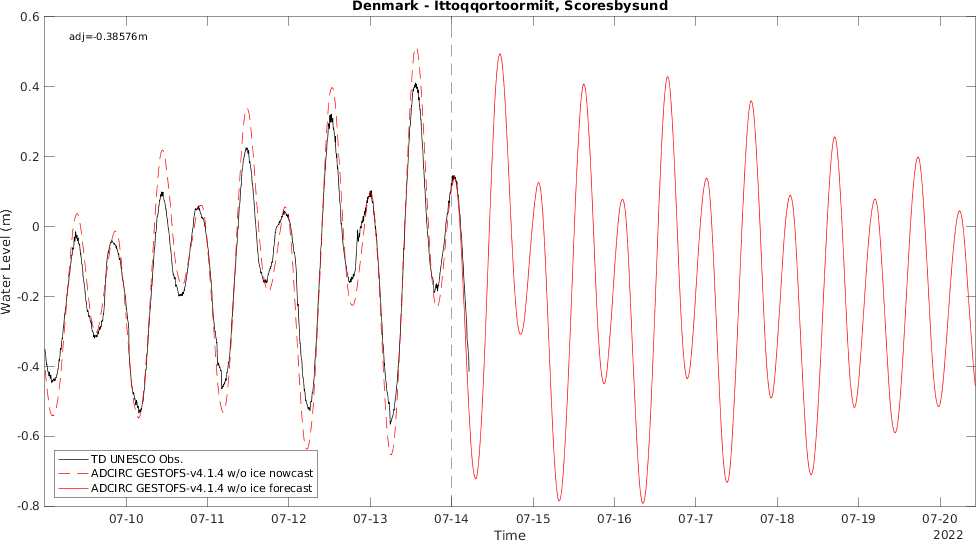 Denmark - Ittoqqortoormiit, Scoresbysund
adj=-0.38576m
0.6
0.4
0.2
0
-0.2
-0.4
-0.6
-0.8
Water Level (m)
TD UNESCO Obs.
ADCIRC GESTOFS-v4.1.4 w/o ice nowcast
ADCIRC GESTOFS-v4.1.4 w/o ice forecast
07-10 07-11 07-12 07-13 07-14 07-15 07-16 07-17 07-18 07-19 07-20
Time
2022